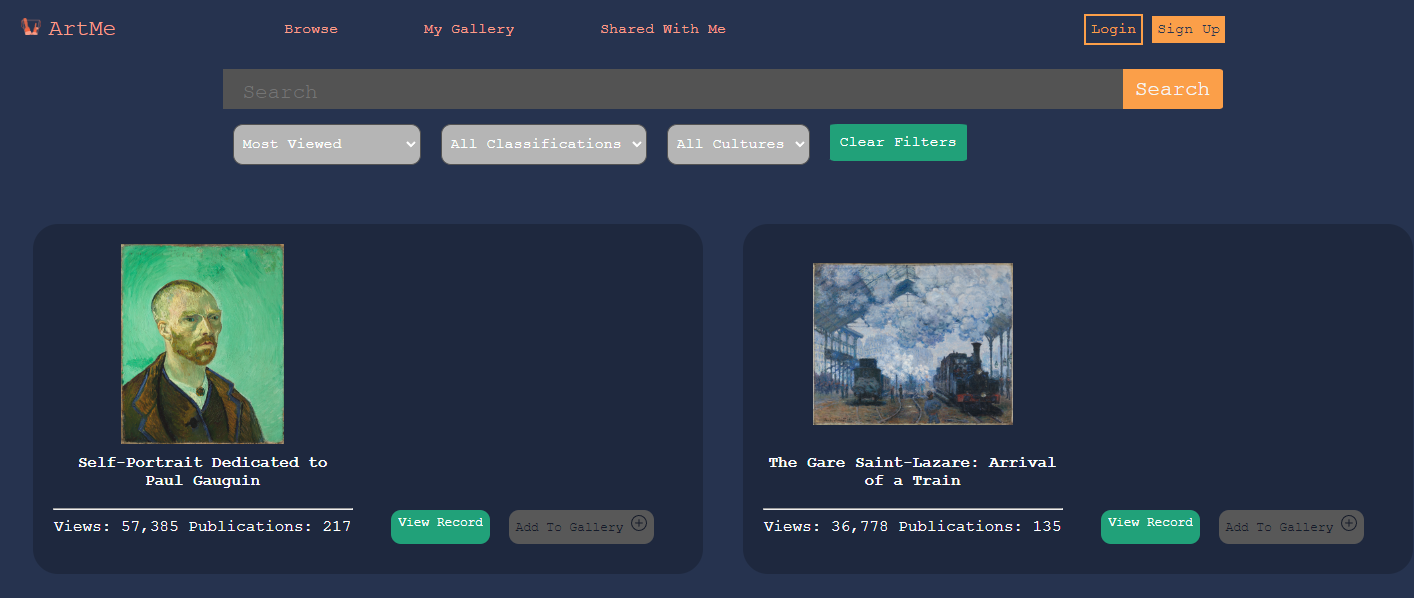 ArtMe
Browse
My Gallery
Shared With Me
Login
Sign Up
Search
Search
Most Viewed
All Classifications
All Cultures
Clear Filters
Self-Portrait Dedicated to
Paul Gauguin
Views: 57,385 Publications: 217
View Record
Add To Gallery
The Gare Saint-Lazare: Arrival
of a Train
Views: 36,778 Publications: 135
View Record
Add To Gallery